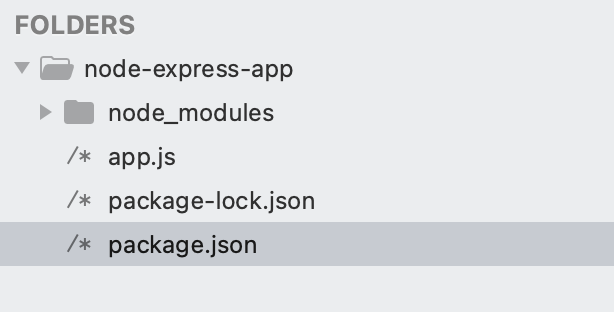 FOLDERS
node-express-app
node_modules
/* app.js
/* package-lock.json
/* package.json